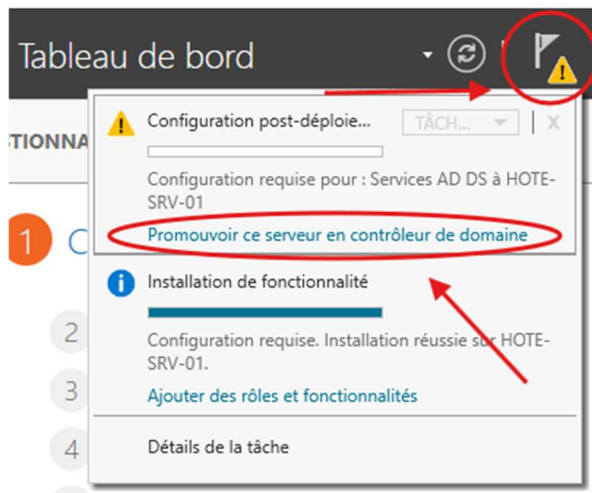 Tableau de bord
Configuration post-déploie...
TÂCH...
X
TIONNA
Configuration requise pour : Services AD DS à HOTE-
SRV-01
1
C
Promouvoir ce serveur en contrôleur de domaine
Installation de fonctionnalité
2
Configuration requise. Installation réussie sur HOTE-
SRV-01.
3
Ajouter des rôles et fonctionnalités
4
Détails de la tâche